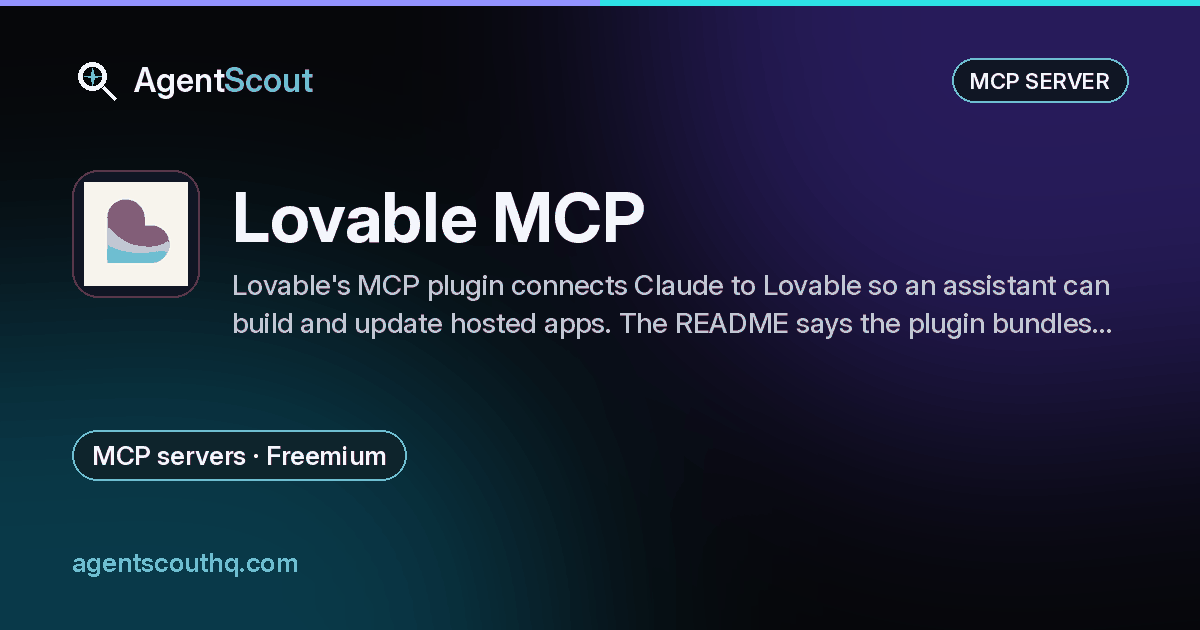 AgentScout
MCP SERVER
Lovable MCP
Lovable's MCP plugin connects Claude to Lovable so an assistant can
build and update hosted apps. The README says the plugin bundles...
MCP servers · Freemium
agentscouthq.com